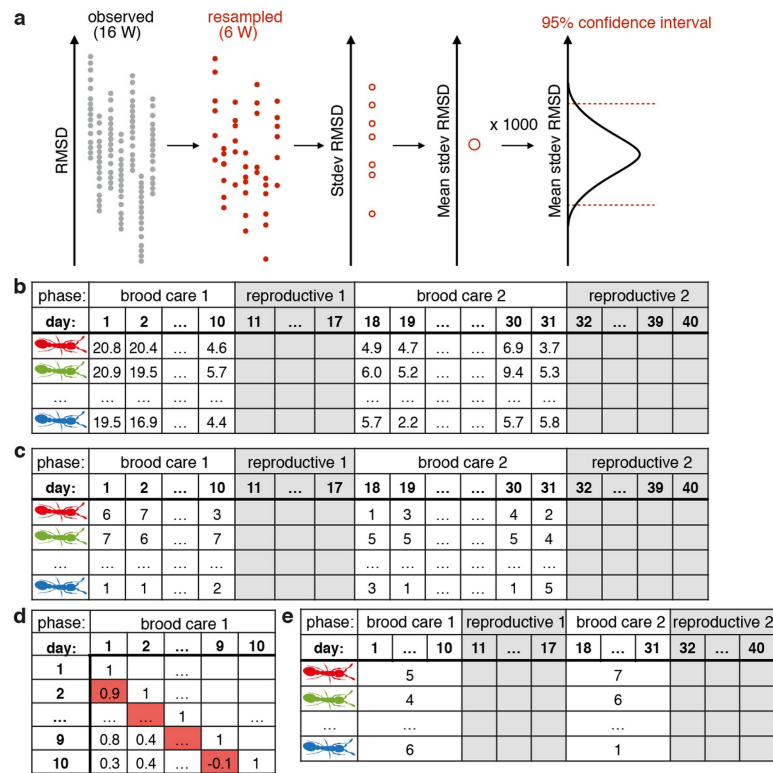 a
observed
(16 W)
resampled
(6 W)
95% confidence interval
RMSD
Stdev RMSD
Mean stdev RMSD
x 1000
Mean stdev RMSD
b
phase: brood care 1 reproductive 1 brood care 2 reproductive 2
day: 1 2 ... 10 11 ... 17 18 19 ... ... 30 31 32 ... 39 40
20.8 20.4 ... 4.6 4.9 4.7 ... ... 6.9 3.7
20.9 19.5 ... 5.7 6.0 5.2 ... ... 9.4 5.3
... ... ... ... ... ... ... ... ... ... ...
19.5 16.9 ... 4.4 5.7 2.2 ... ... 5.7 5.8
c
phase: brood care 1 reproductive 1 brood care 2 reproductive 2
day: 1 2 ... 10 11 ... 17 18 19 ... ... 30 31 32 ... 39 40
6 7 ... 3 1 3 ... ... 4 2
7 6 ... 7 5 5 ... ... 5 4
... ... ... ... ... ... ... ... ... ... ...
1 1 ... 2 3 1 ... ... 1 5
d
phase: brood care 1
day: 1 2 ... 9 10
1 1 ...
2 0.9 1 ...
... ... ... 1 ...
9 0.8 0.4 ... 1
10 0.3 0.4 ... -0.1 1
e
phase: brood care 1 reproductive 1 brood care 2 reproductive 2
day: 1 ... 10 11 ... 17 18 ... 31 32 ... 40
5 7
4 6
... ... ...
6 1